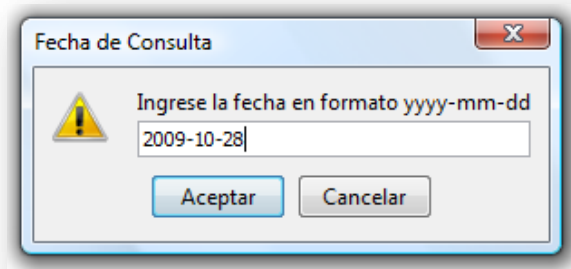 Fecha de Consulta
Ingrese la fecha en formato yyyy-mm-dd
2009-10-28
Aceptar Cancelar